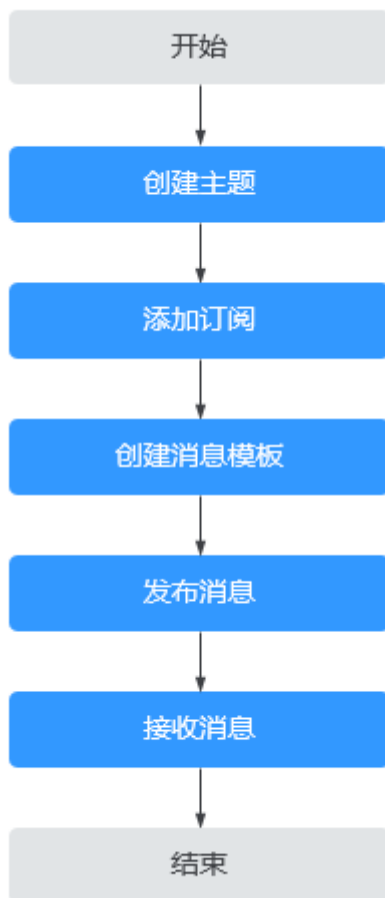 开始
创建主题
添加订阅
创建消息模板
发布消息
接收消息
结束